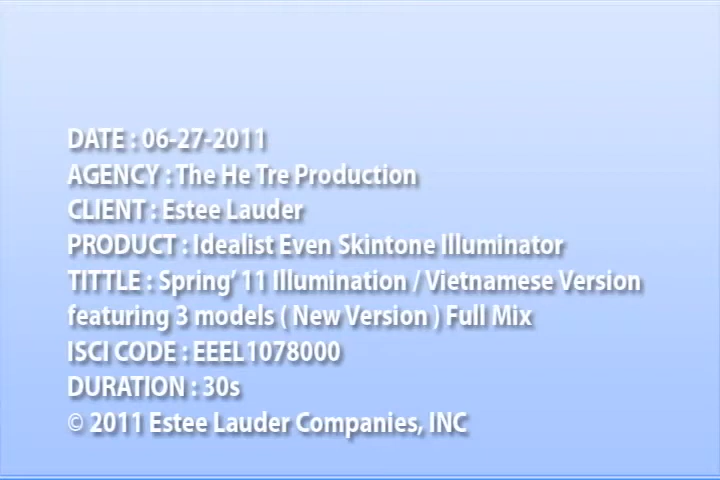 DATE : 06-27-2011
AGENCY : The He Tre Production
CLIENT : Estee Lauder
PRODUCT : Idealist Even Skintone Illuminator
TITTLE : Spring' 11 Illumination / Vietnamese Version
featuring 3 models ( New Version ) Full Mix
ISCI CODE : EEEL1078000
DURATION : 30s
© 2011 Estee Lauder Companies, INC